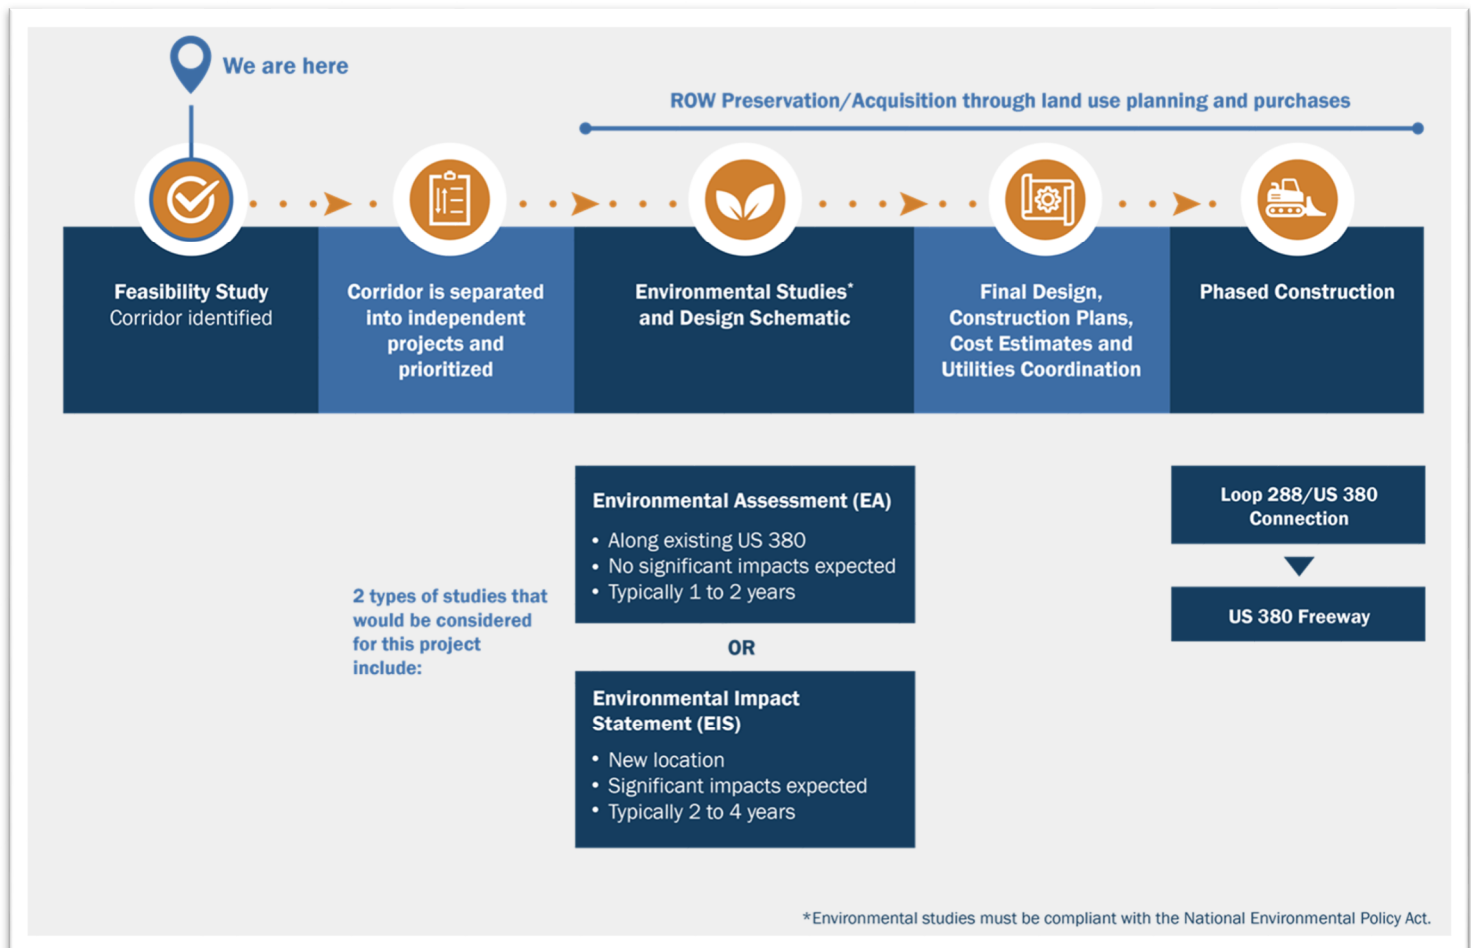 We are here
ROW Preservation/Acquisition through land use planning and purchases
Feasibility Study
Corridor identified
Corridor is separated
into independent
projects and
prioritized
Environmental Studies*
and Design Schematic
Final Design,
Construction Plans,
Cost Estimates and
Utilities Coordination
Phased Construction
2 types of studies that
would be considered
for this project
include:
Environmental Assessment (EA)
• Along existing US 380
• No significant impacts expected
• Typically 1 to 2 years
OR
Environmental Impact
Statement (EIS)
• New location
• Significant impacts expected
• Typically 2 to 4 years
Loop 288/US 380
Connection
US 380 Freeway
*Environmental studies must be compliant with the National Environmental Policy Act.